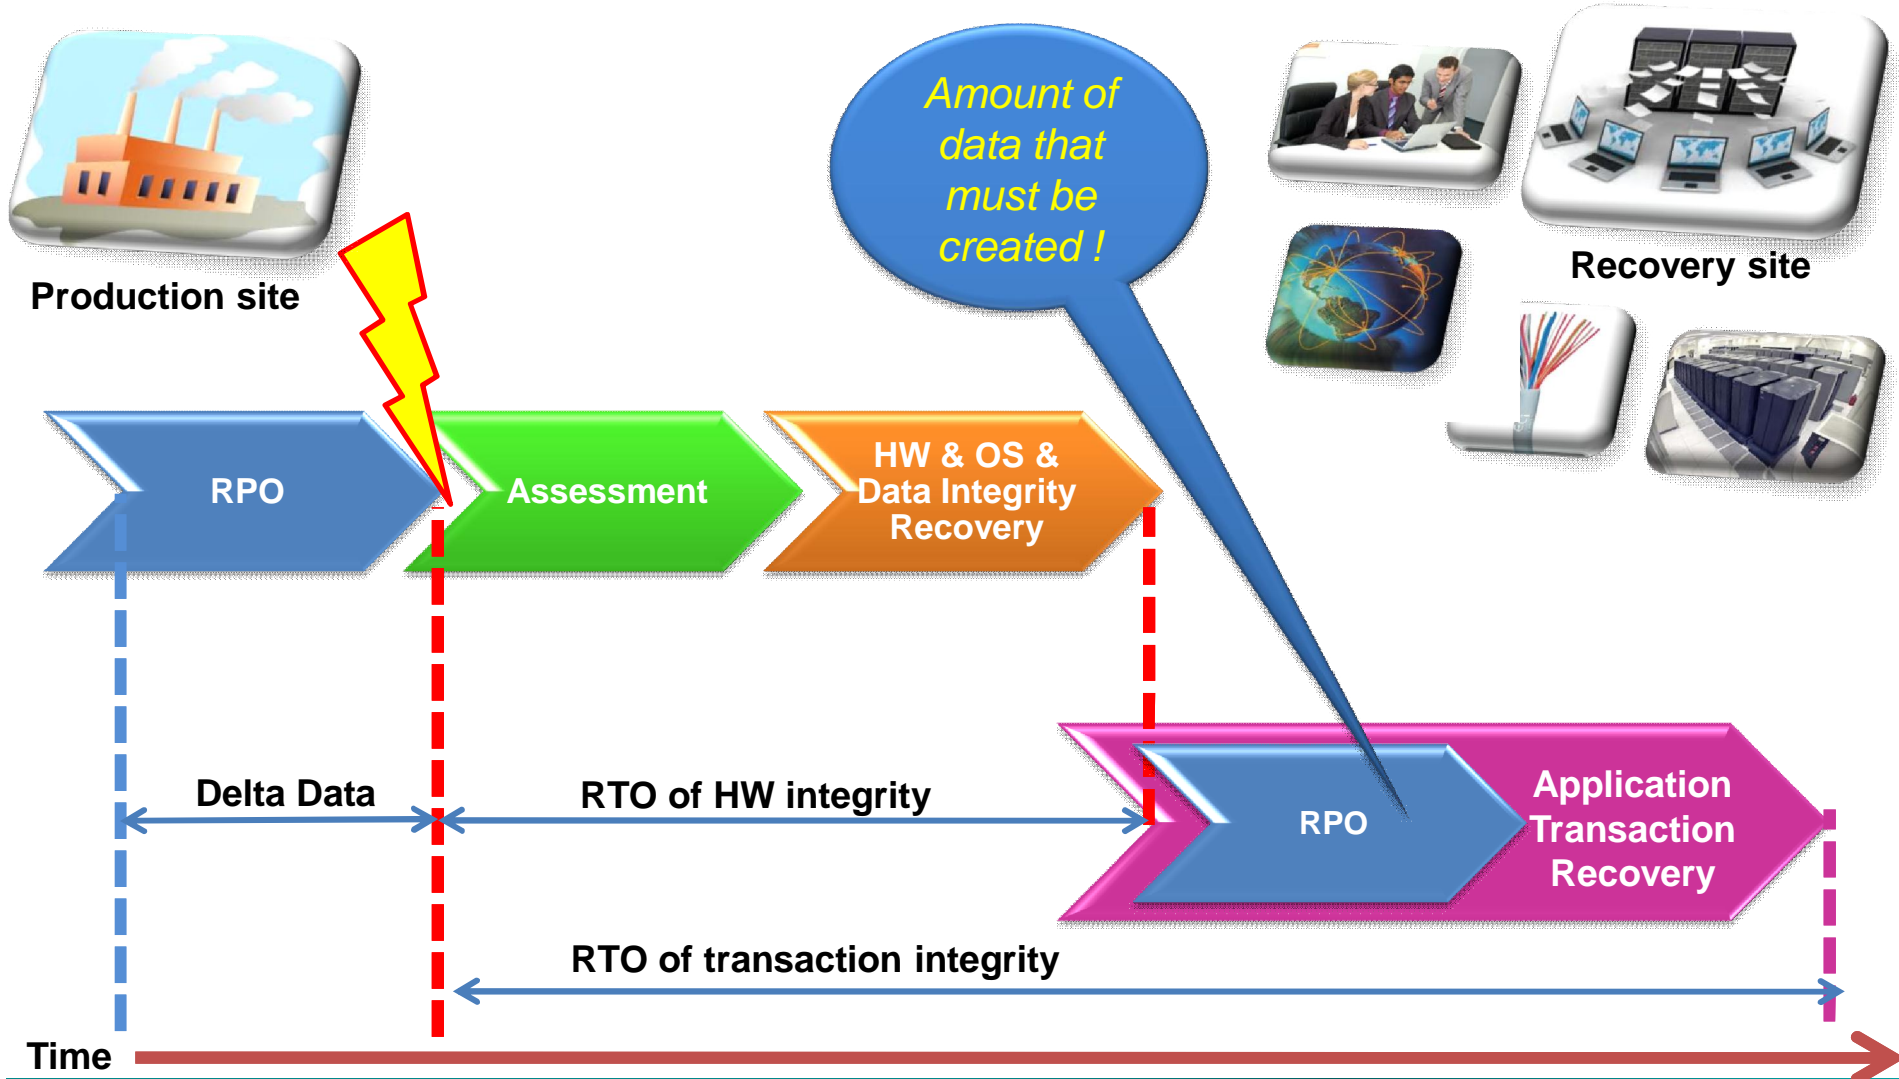 Amount of
data that
must be
created !
Production site
Recovery site
RPO
Assessment
HW & OS &
Data Integrity
Recovery
Delta Data
RTO of HW integrity
RPO
Application
Transaction
Recovery
RTO of transaction integrity
Time